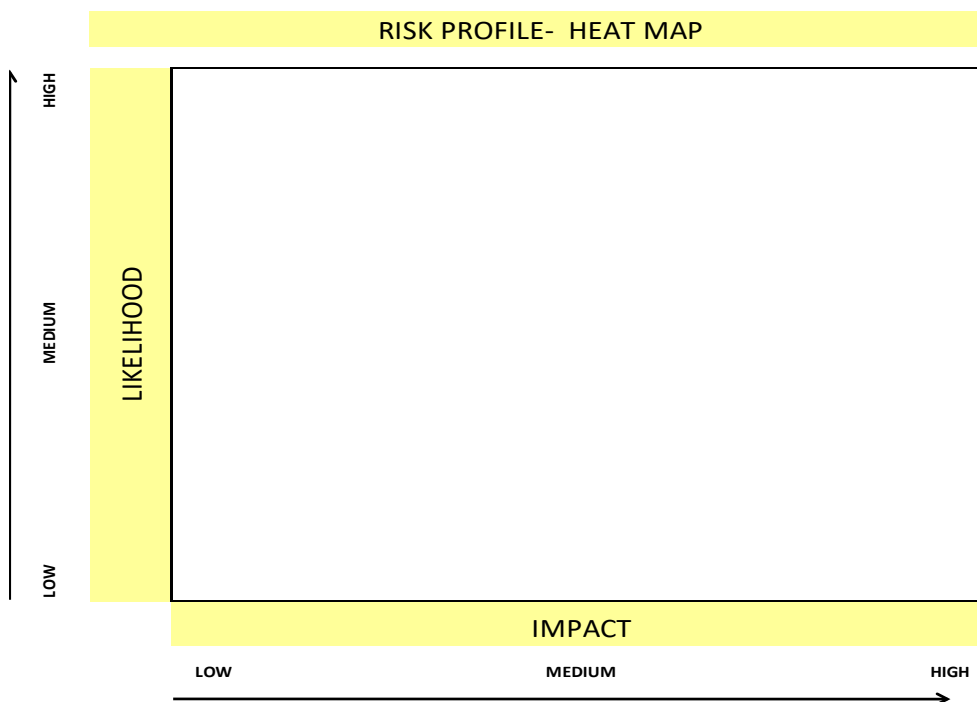 RISK PROFILE- HEAT MAP
HIGH
MEDIUM
LOW
LIKELIHOOD
IMPACT
LOW
MEDIUM
HIGH